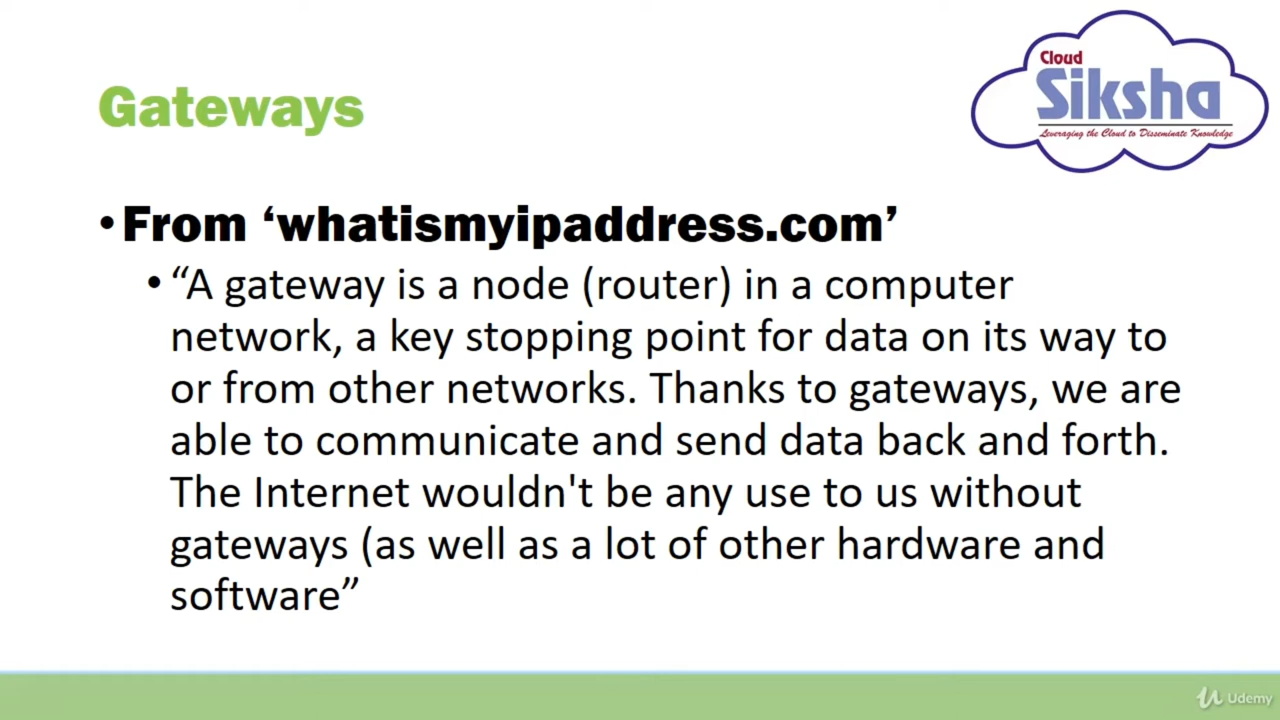 Cloud
Siksha
Leveraging the Cloud to Disseminate Knowledge
Gateways
•From ‘whatismyipaddress.com’
•“A gateway is a node (router) in a computer
network, a key stopping point for data on its way to
or from other networks. Thanks to gateways, we are
able to communicate and send data back and forth.
The Internet wouldn't be any use to us without
gateways (as well as a lot of other hardware and
software”
Udemy